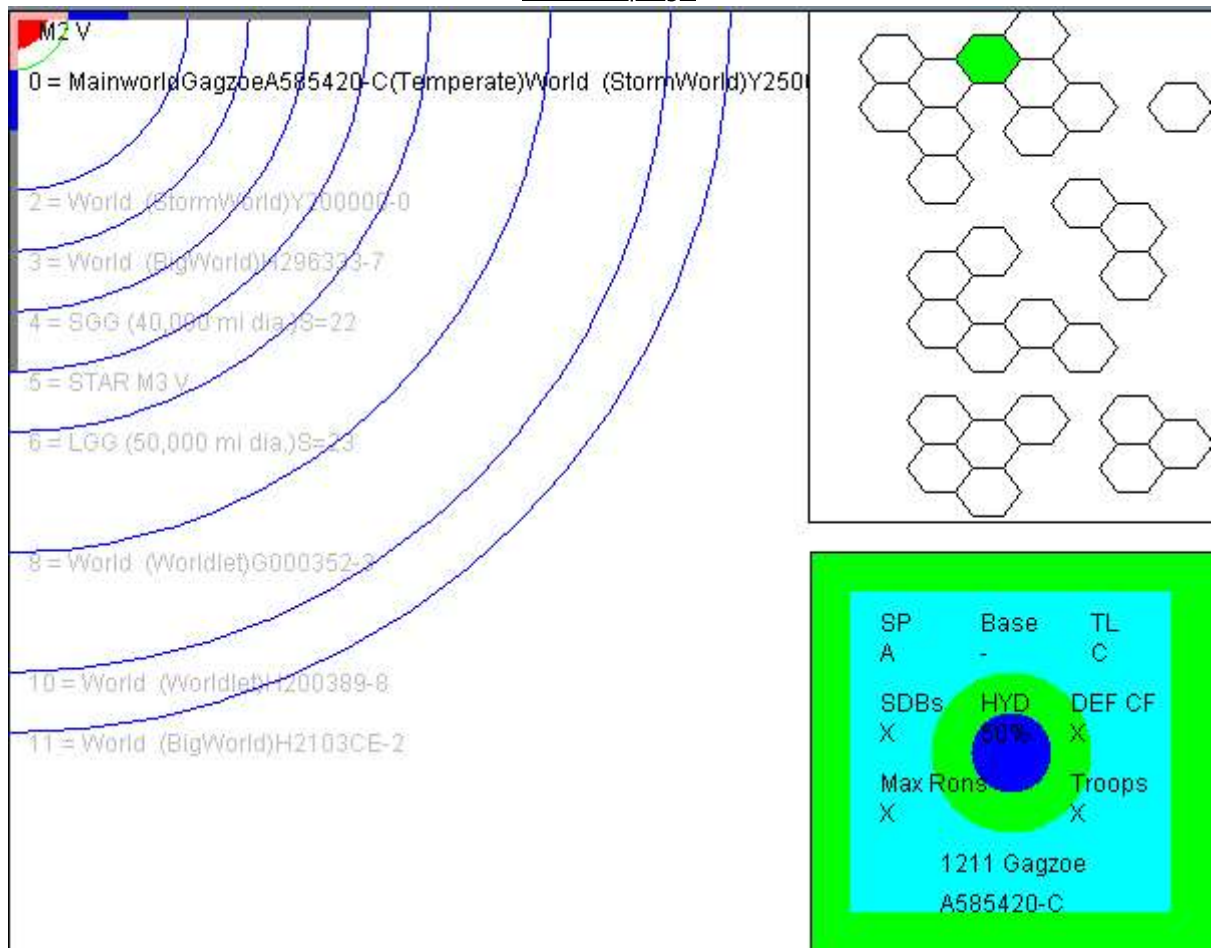 M2 V
0 = MainworldGagzoeA585420-C(Temperate)World (StormWorld)Y250
2 = World (StormWorld)Y200000-0
3 = World (BigWorld)H296333-7
4 = SGG (40,000 mi dia.)S=22
5 = STAR M3 V
6 = LGG (50,000 mi dia.)S=23
8 = World (Worldlet)G000352-3
10 = World (Worldlet)H200389-8
11 = World (BigWorld)H2103CE-2
SP Base TL
A - C
SDBs HYD DEF CF
X 50% X
Max Rons Troops
X X
1211 Gagzoe
A585420-C